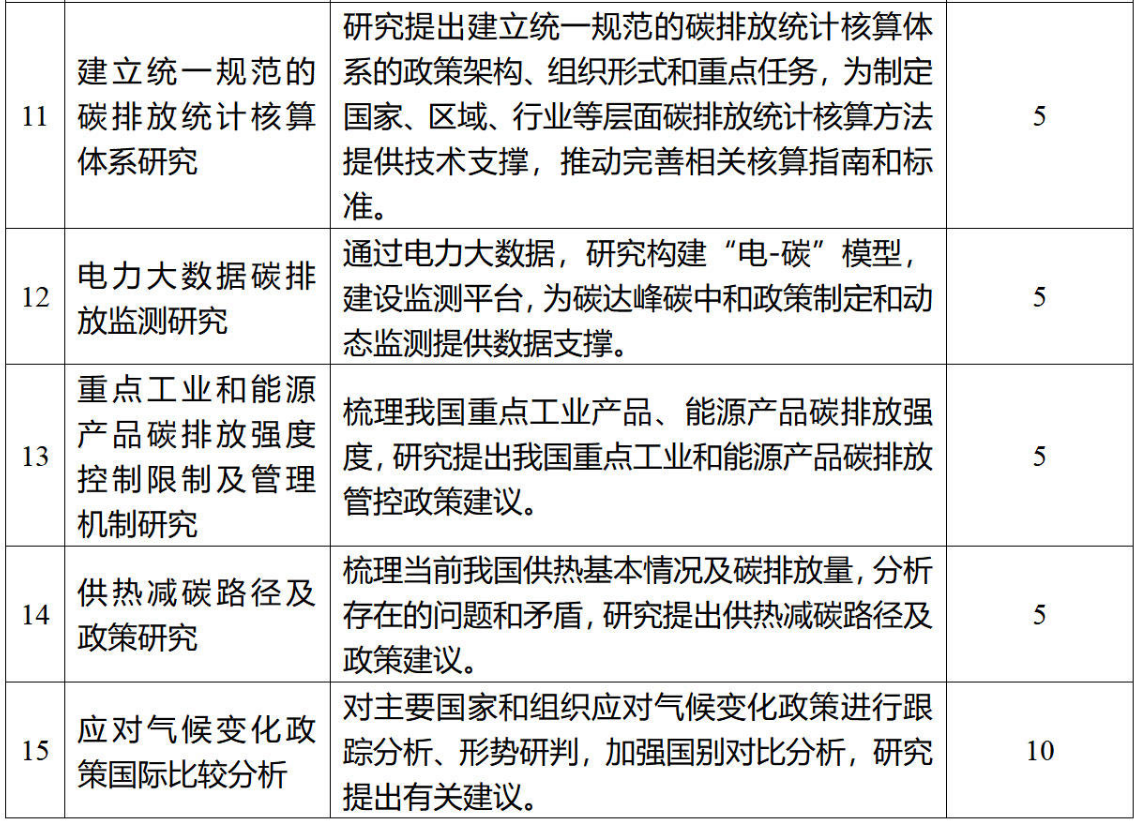 11
建立统一规范的
碳排放统计核算
体系研究
研究提出建立统一规范的碳排放统计核算体
系的政策架构、组织形式和重点任务，为制定
国家、区域、行业等层面碳排放统计核算方法
提供技术支撑，推动完善相关核算指南和标
准。
5
12
电力大数据碳排
放监测研究
通过电力大数据，研究构建“电-碳”模型，
建设监测平台，为碳达峰碳中和政策制定和动
态监测提供数据支撑。
5
13
重点工业和能源
产品碳排放强度
控制限制及管理
机制研究
梳理我国重点工业产品、能源产品碳排放强
度，研究提出我国重点工业和能源产品碳排放
管控政策建议。
5
14
供热减碳路径及
政策研究
梳理当前我国供热基本情况及碳排放量，分析
存在的问题和矛盾，研究提出供热减碳路径及
政策建议。
5
15
应对气候变化政
策国际比较分析
对主要国家和组织应对气候变化政策进行跟
踪分析、形势研判，加强国别对比分析，研究
提出有关建议。
10